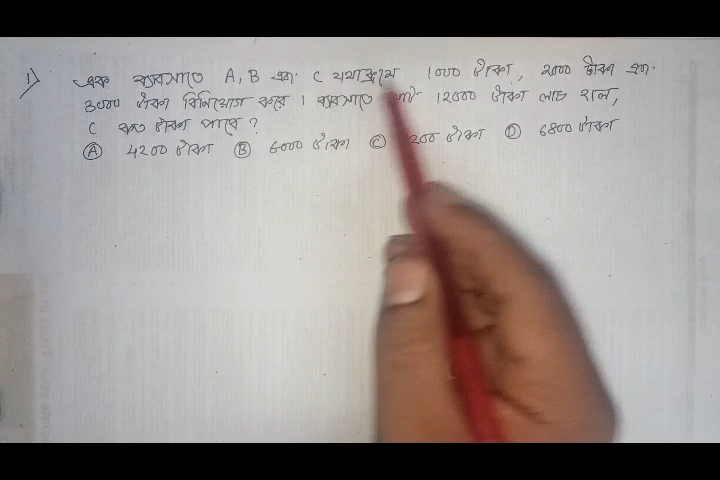 1) এক ব্যবসাতে A, B এবং C যথাক্রমে 1000 টাকা, 2000 টাকা এবং
3000 টাকা বিনিয়োগ করে। ব্যবসাতে 12000 টাকা লাভ হলে,
C কত টাকা পাবে?
Ⓐ 4200 টাকা Ⓑ 6000 টাকা Ⓒ 200 টাকা Ⓓ 6800 টাকা